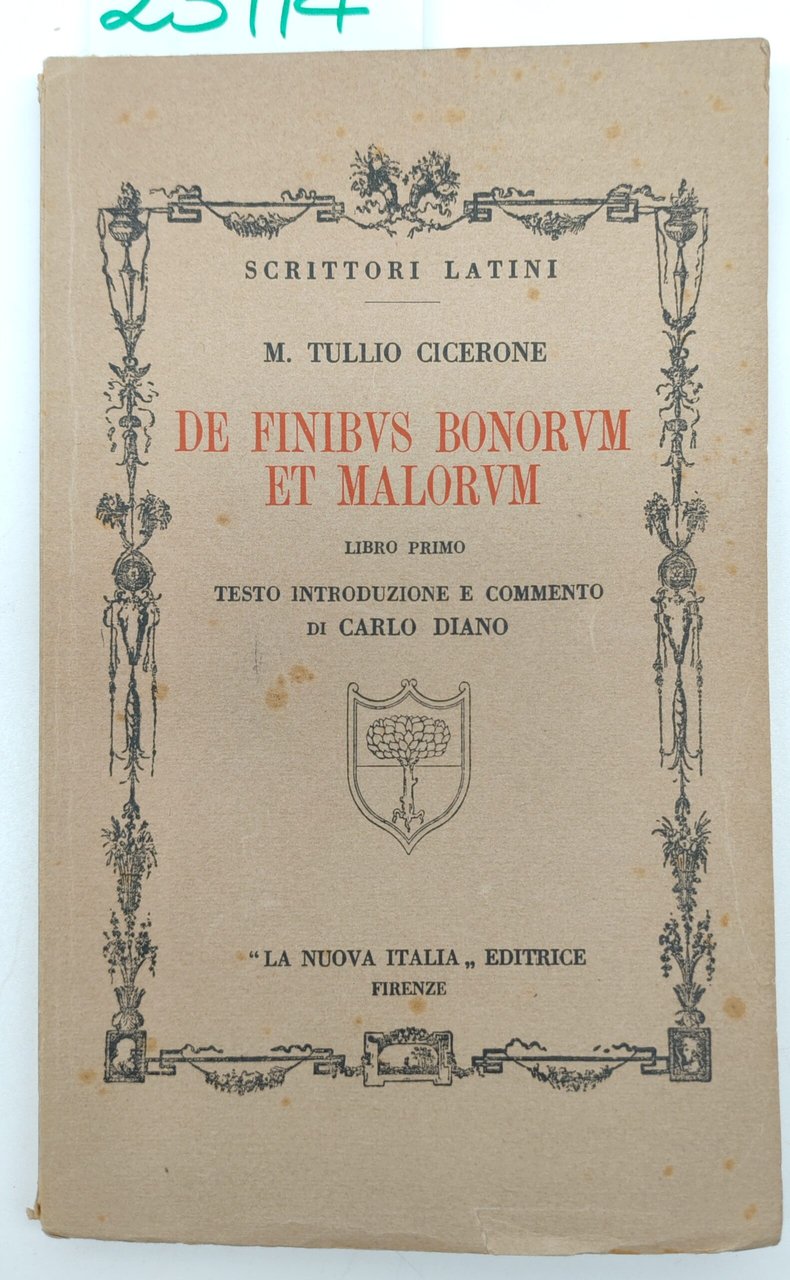 SCRITTORI LATINI
M. TULLIO CICERONE
DE FINIBVS BONORVM
ET MALORVM
LIBRO PRIMO
TESTO INTRODUZIONE E COMMENTO
DI CARLO DIANO
“LA NUOVA ITALIA„ EDITRICE
FIRENZE